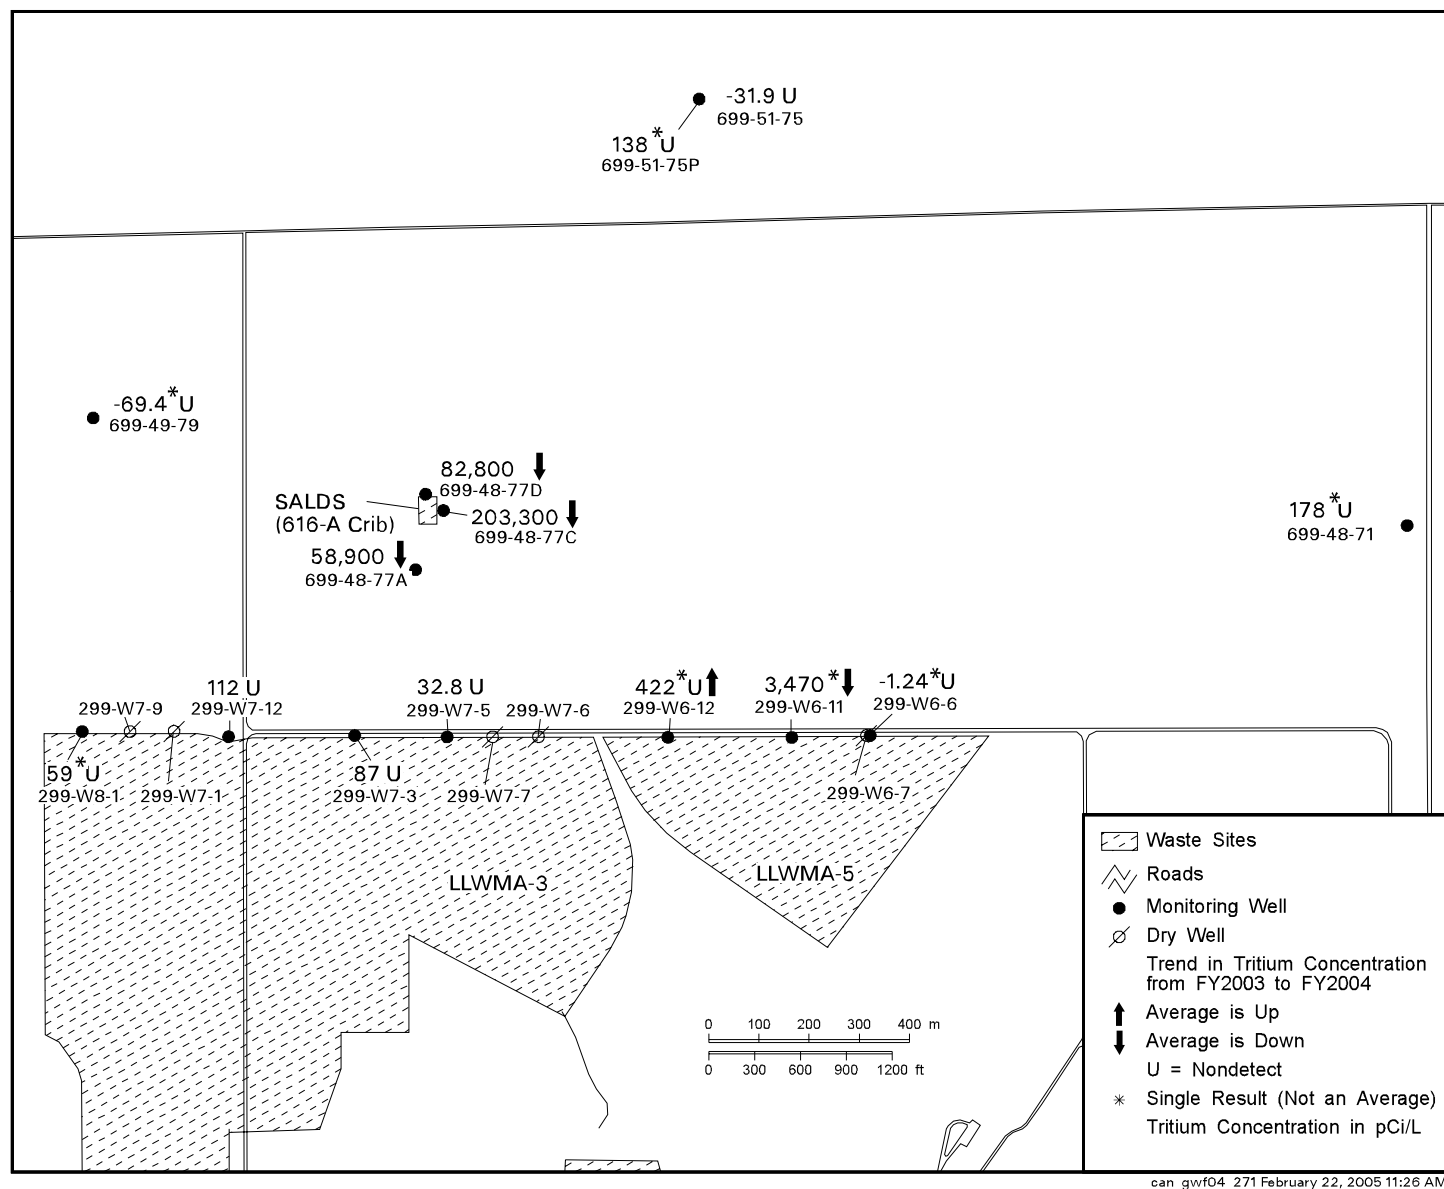 -31.9 U
699-51-75
138 *U
699-51-75P
-69.4 *U
699-49-79
82,800
699-48-77D
SALDS
(616-A Crib)
203,300
699-48-77C
58,900
699-48-77A
178 *U
699-48-71
299-W7-9
112 U
299-W7-12
32.8 U
299-W7-5
299-W7-6
422 *U
299-W6-12
3,470 *
299-W6-11
-1.24 *U
299-W6-6
59 *U
299-W8-1
299-W7-1
87 U
299-W7-3
299-W7-7
299-W6-7
LLWMA-3
LLWMA-5
0 100 200 300 400 m
0 300 600 900 1200 ft
Waste Sites
Roads
Monitoring Well
Dry Well
Trend in Tritium Concentration
from FY2003 to FY2004
Average is Up
Average is Down
U = Nondetect
* Single Result (Not an Average)
Tritium Concentration in pCi/L
can_gwf04_271 February 22, 2005 11:26 AM